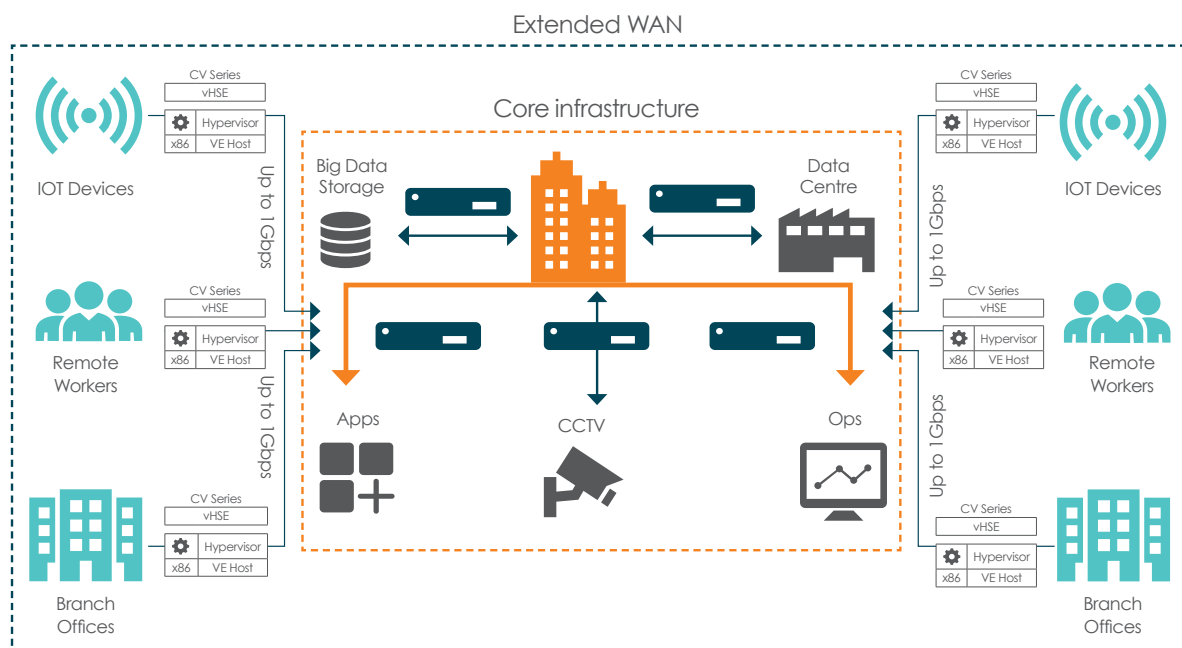 Extended WAN
CV Series
vHSE
Hypervisor
x86 VE Host
IOT Devices
Up to 1Gbps
CV Series
vHSE
Hypervisor
x86 VE Host
Remote
Workers
Up to 1Gbps
CV Series
vHSE
Hypervisor
x86 VE Host
Branch
Offices
Core infrastructure
Big Data
Storage
Data
Centre
Apps
CCTV
Ops
CV Series
vHSE
Hypervisor
x86 VE Host
IOT Devices
Up to 1Gbps
CV Series
vHSE
Hypervisor
x86 VE Host
Remote
Workers
Up to 1Gbps
CV Series
vHSE
Hypervisor
x86 VE Host
Branch
Offices